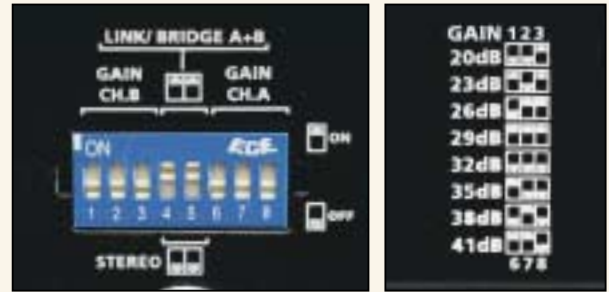 LINK/ BRIDGE A+B
GAIN CH.B
GAIN CH.A
ON
ECE
ON
1 2 3 4 5 6 7 8
OFF
STEREO
GAIN 1 2 3
20dB
23dB
26dB
29dB
32dB
35dB
38dB
41dB
6 7 8